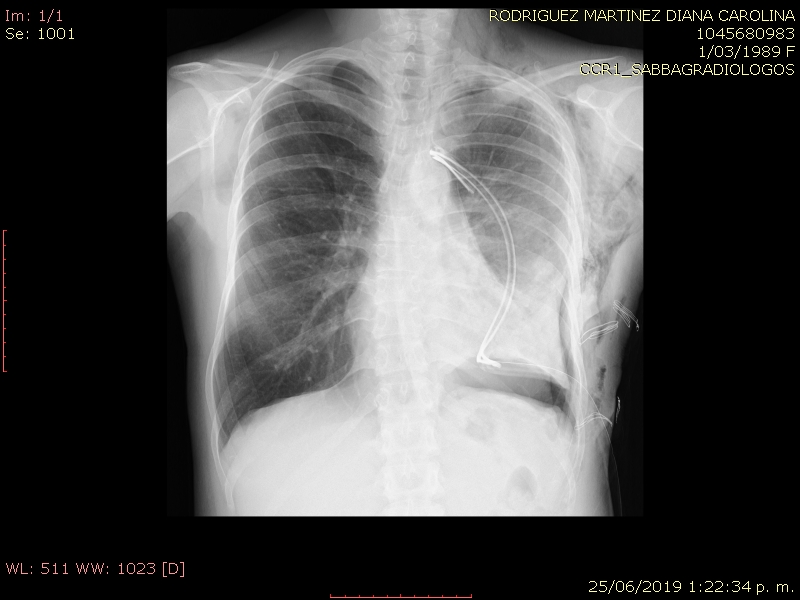 Im: 1/1
Se: 1001
RODRIGUEZ MARTINEZ DIANA CAROLINA
1045680983
1/03/1989 F
CCR1_SABBAGRADIOLOGOS
WL: 511 WW: 1023 [D]
25/06/2019 1:22:34 p. m.